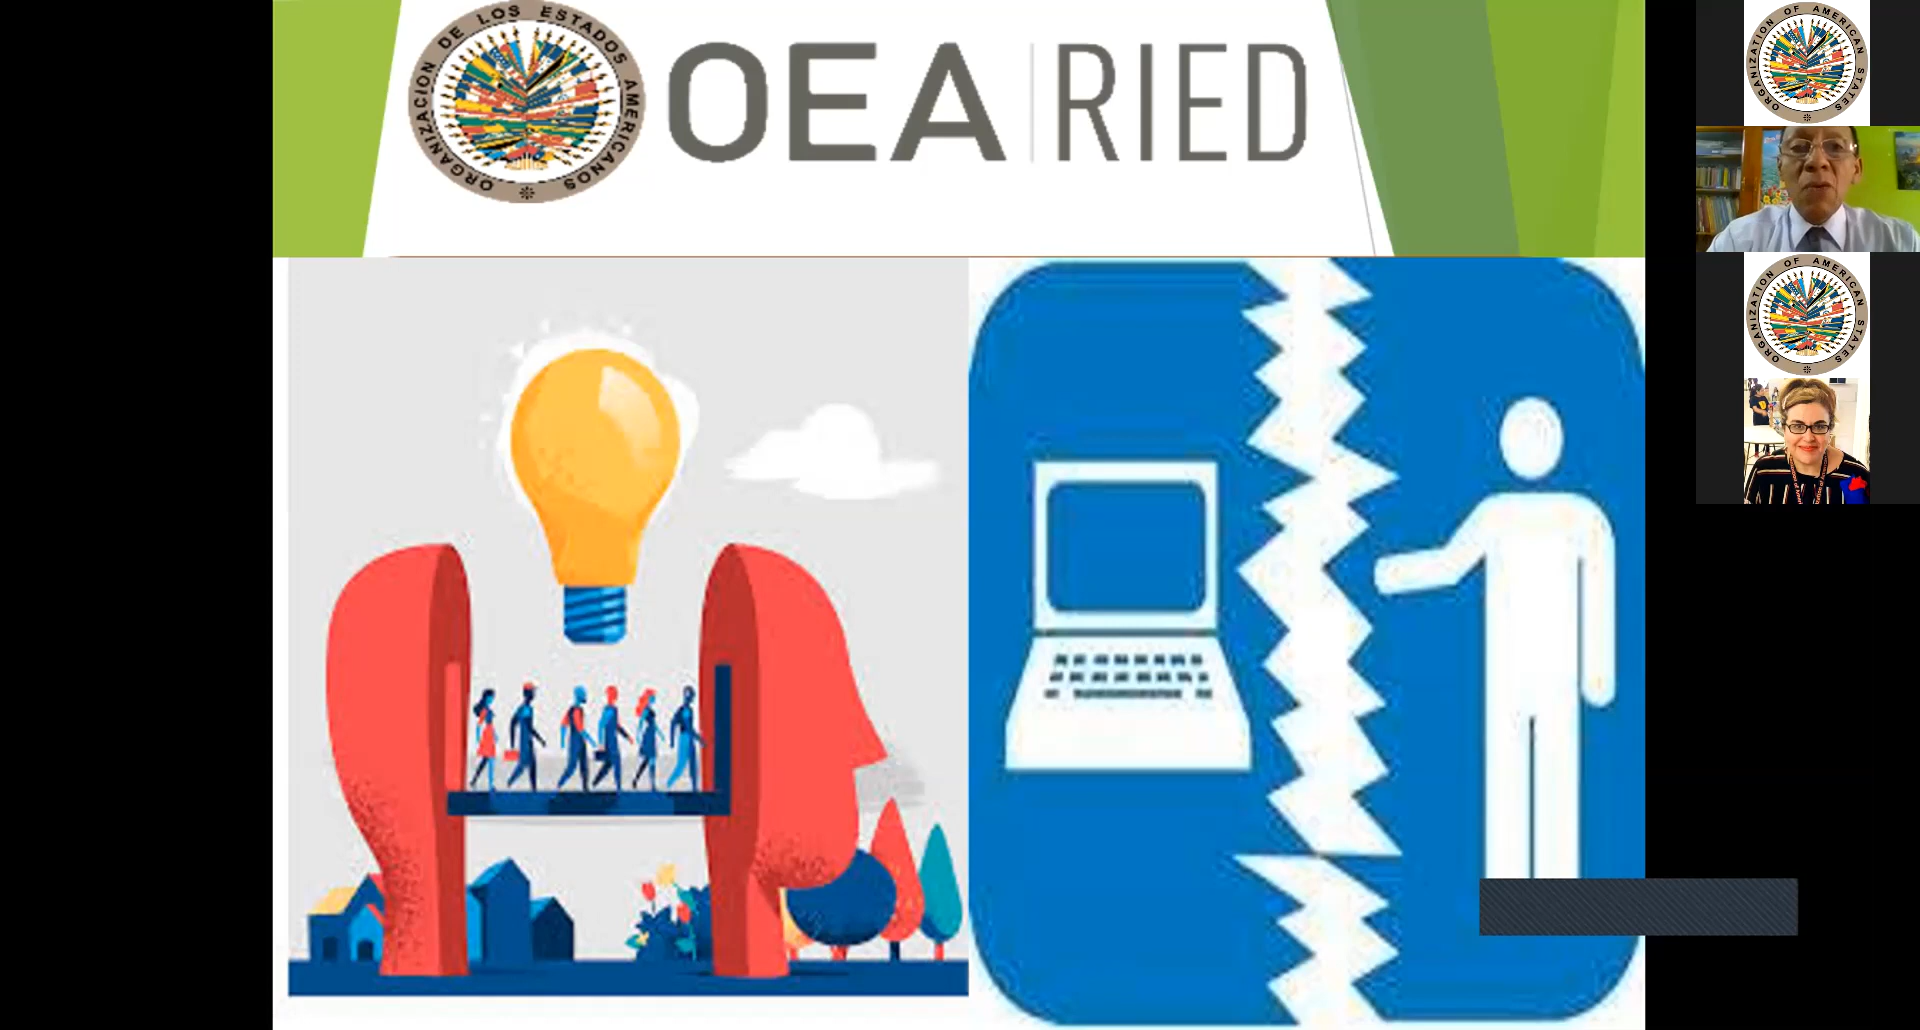 ORGANIZACION DE LOS ESTADOS AMERICANOS
OEA RIED
ORGANIZATION OF AMERICAN STATES
ORGANIZATION OF AMERICAN STATES